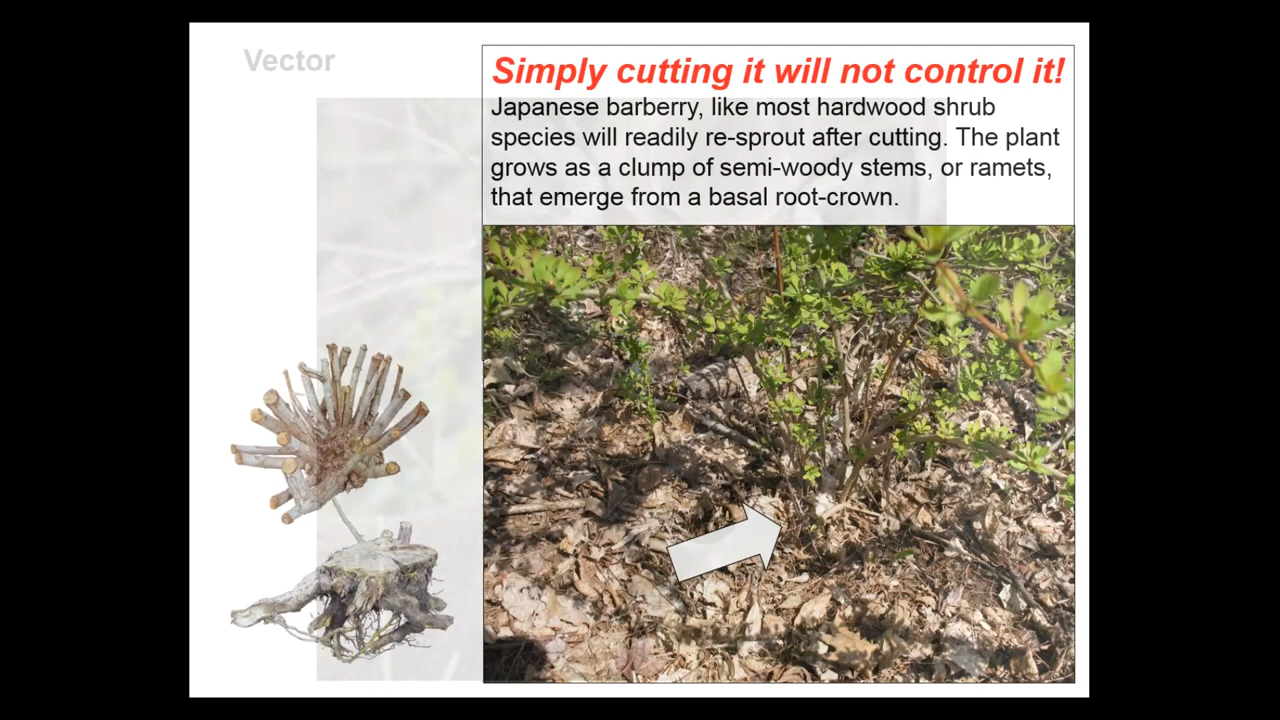 Vector
Simply cutting it will not control it!
Japanese barberry, like most hardwood shrub
species will readily re-sprout after cutting. The plant
grows as a clump of semi-woody stems, or ramets,
that emerge from a basal root-crown.